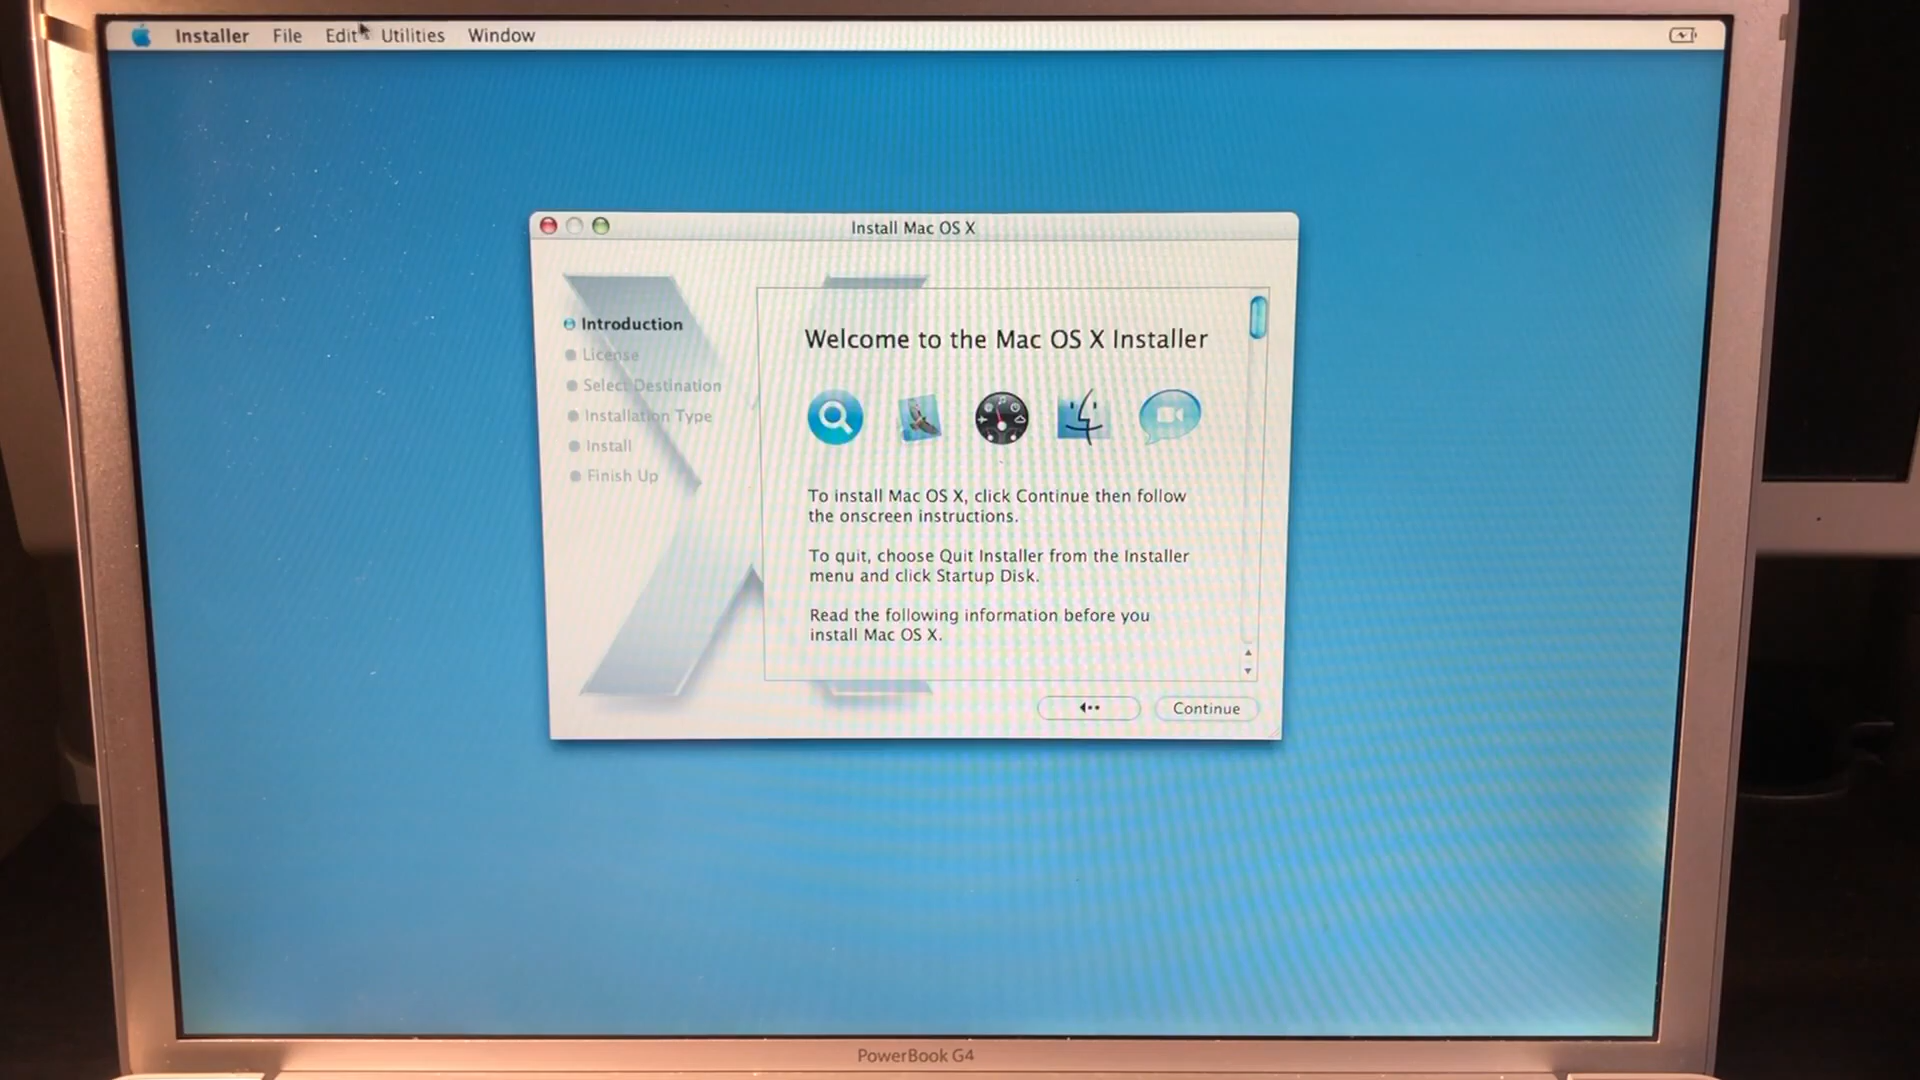 Installer File Edit Utilities Window
Install Mac OS X
Introduction
License
Select Destination
Installation Type
Install
Finish Up
Welcome to the Mac OS X Installer
To install Mac OS X, click Continue then follow
the onscreen instructions.
To quit, choose Quit Installer from the Installer
menu and click Startup Disk.
Read the following information before you
install Mac OS X.
Continue
PowerBook G4